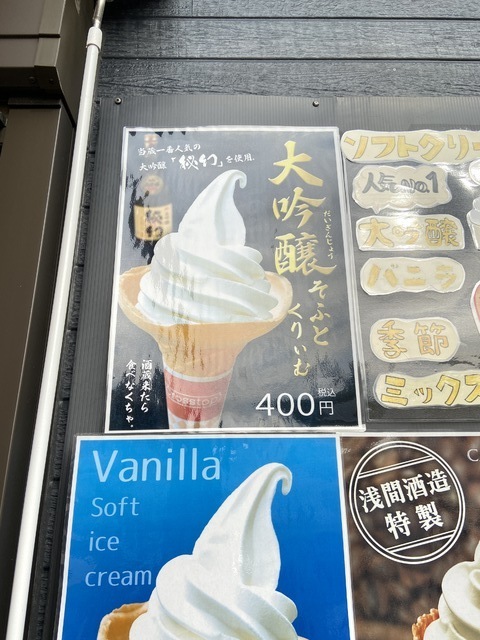 当蔵一番人気の
大吟醸「秘幻」を使用。
大吟醸
だいぎんじょう
そふと
くりぃむ
酒蔵来たら
食べなくちゃ。
税込
400円
ソフトクリー
人気No.1
大吟醸
バニラ
季節
ミックス
Vanilla
Soft
ice
cream
浅間酒造
特製